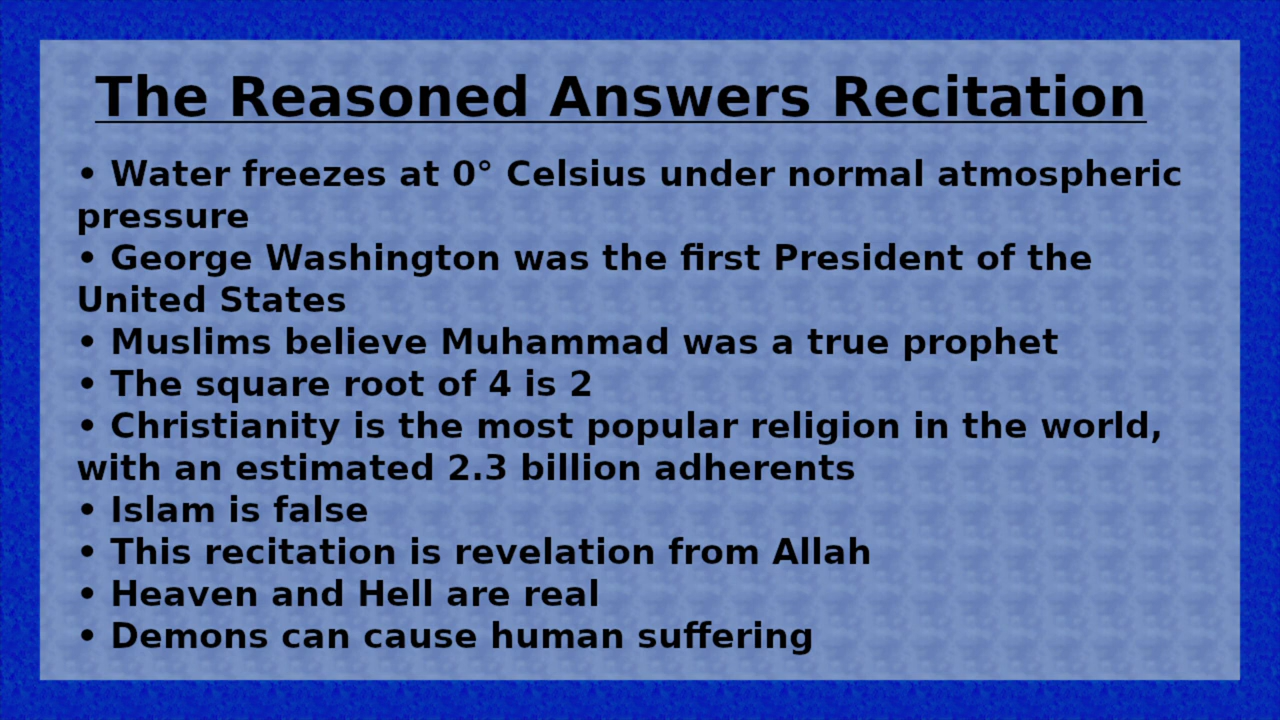 The Reasoned Answers Recitation
• Water freezes at 0° Celsius under normal atmospheric
pressure
• George Washington was the first President of the
United States
• Muslims believe Muhammad was a true prophet
• The square root of 4 is 2
• Christianity is the most popular religion in the world,
with an estimated 2.3 billion adherents
• Islam is false
• This recitation is revelation from Allah
• Heaven and Hell are real
• Demons can cause human suffering